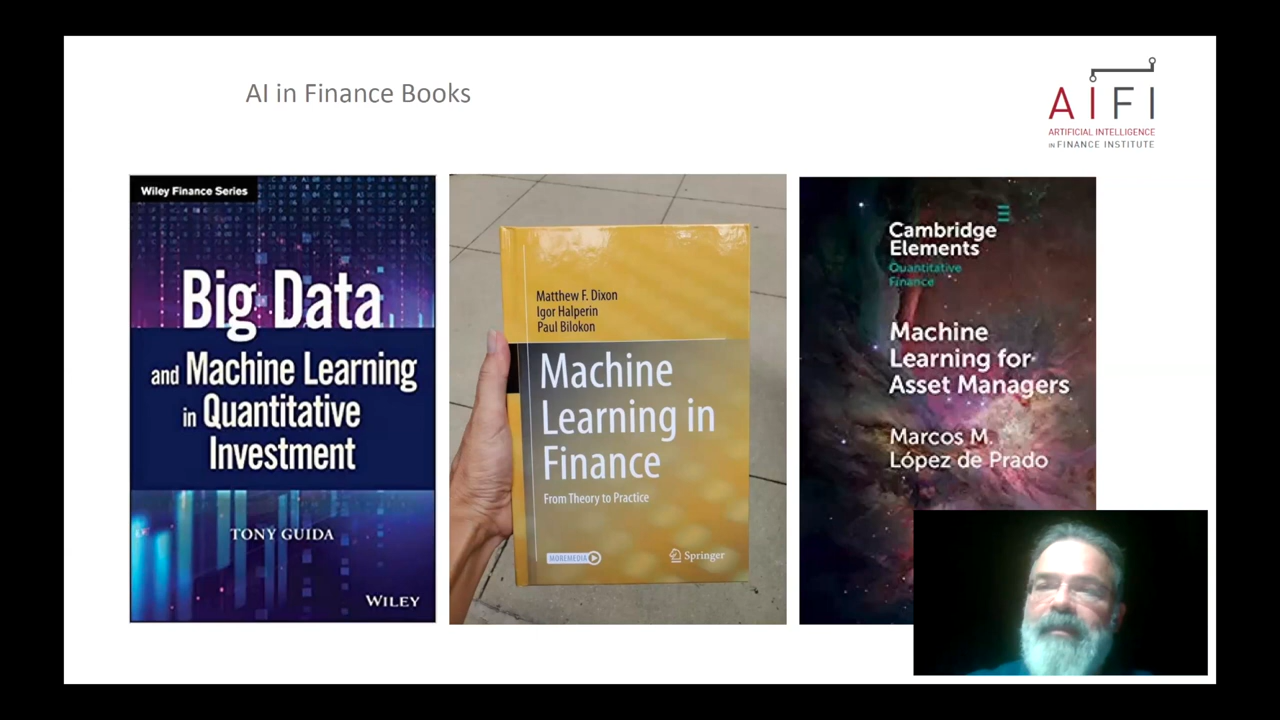 AI in Finance Books
AIFI
ARTIFICIAL INTELLIGENCE
IN FINANCE INSTITUTE
Wiley Finance Series
Big Data
and Machine Learning
in Quantitative
Investment
TONY GUIDA
WILEY
Matthew F. Dixon
Igor Halperin
Paul Bilokon
Machine
Learning in
Finance
From Theory to Practice
MOREMEDIA
Springer
Cambridge
Elements
Quantitative
Finance
Machine
Learning for
Asset Managers
Marcos M.
López de Prado